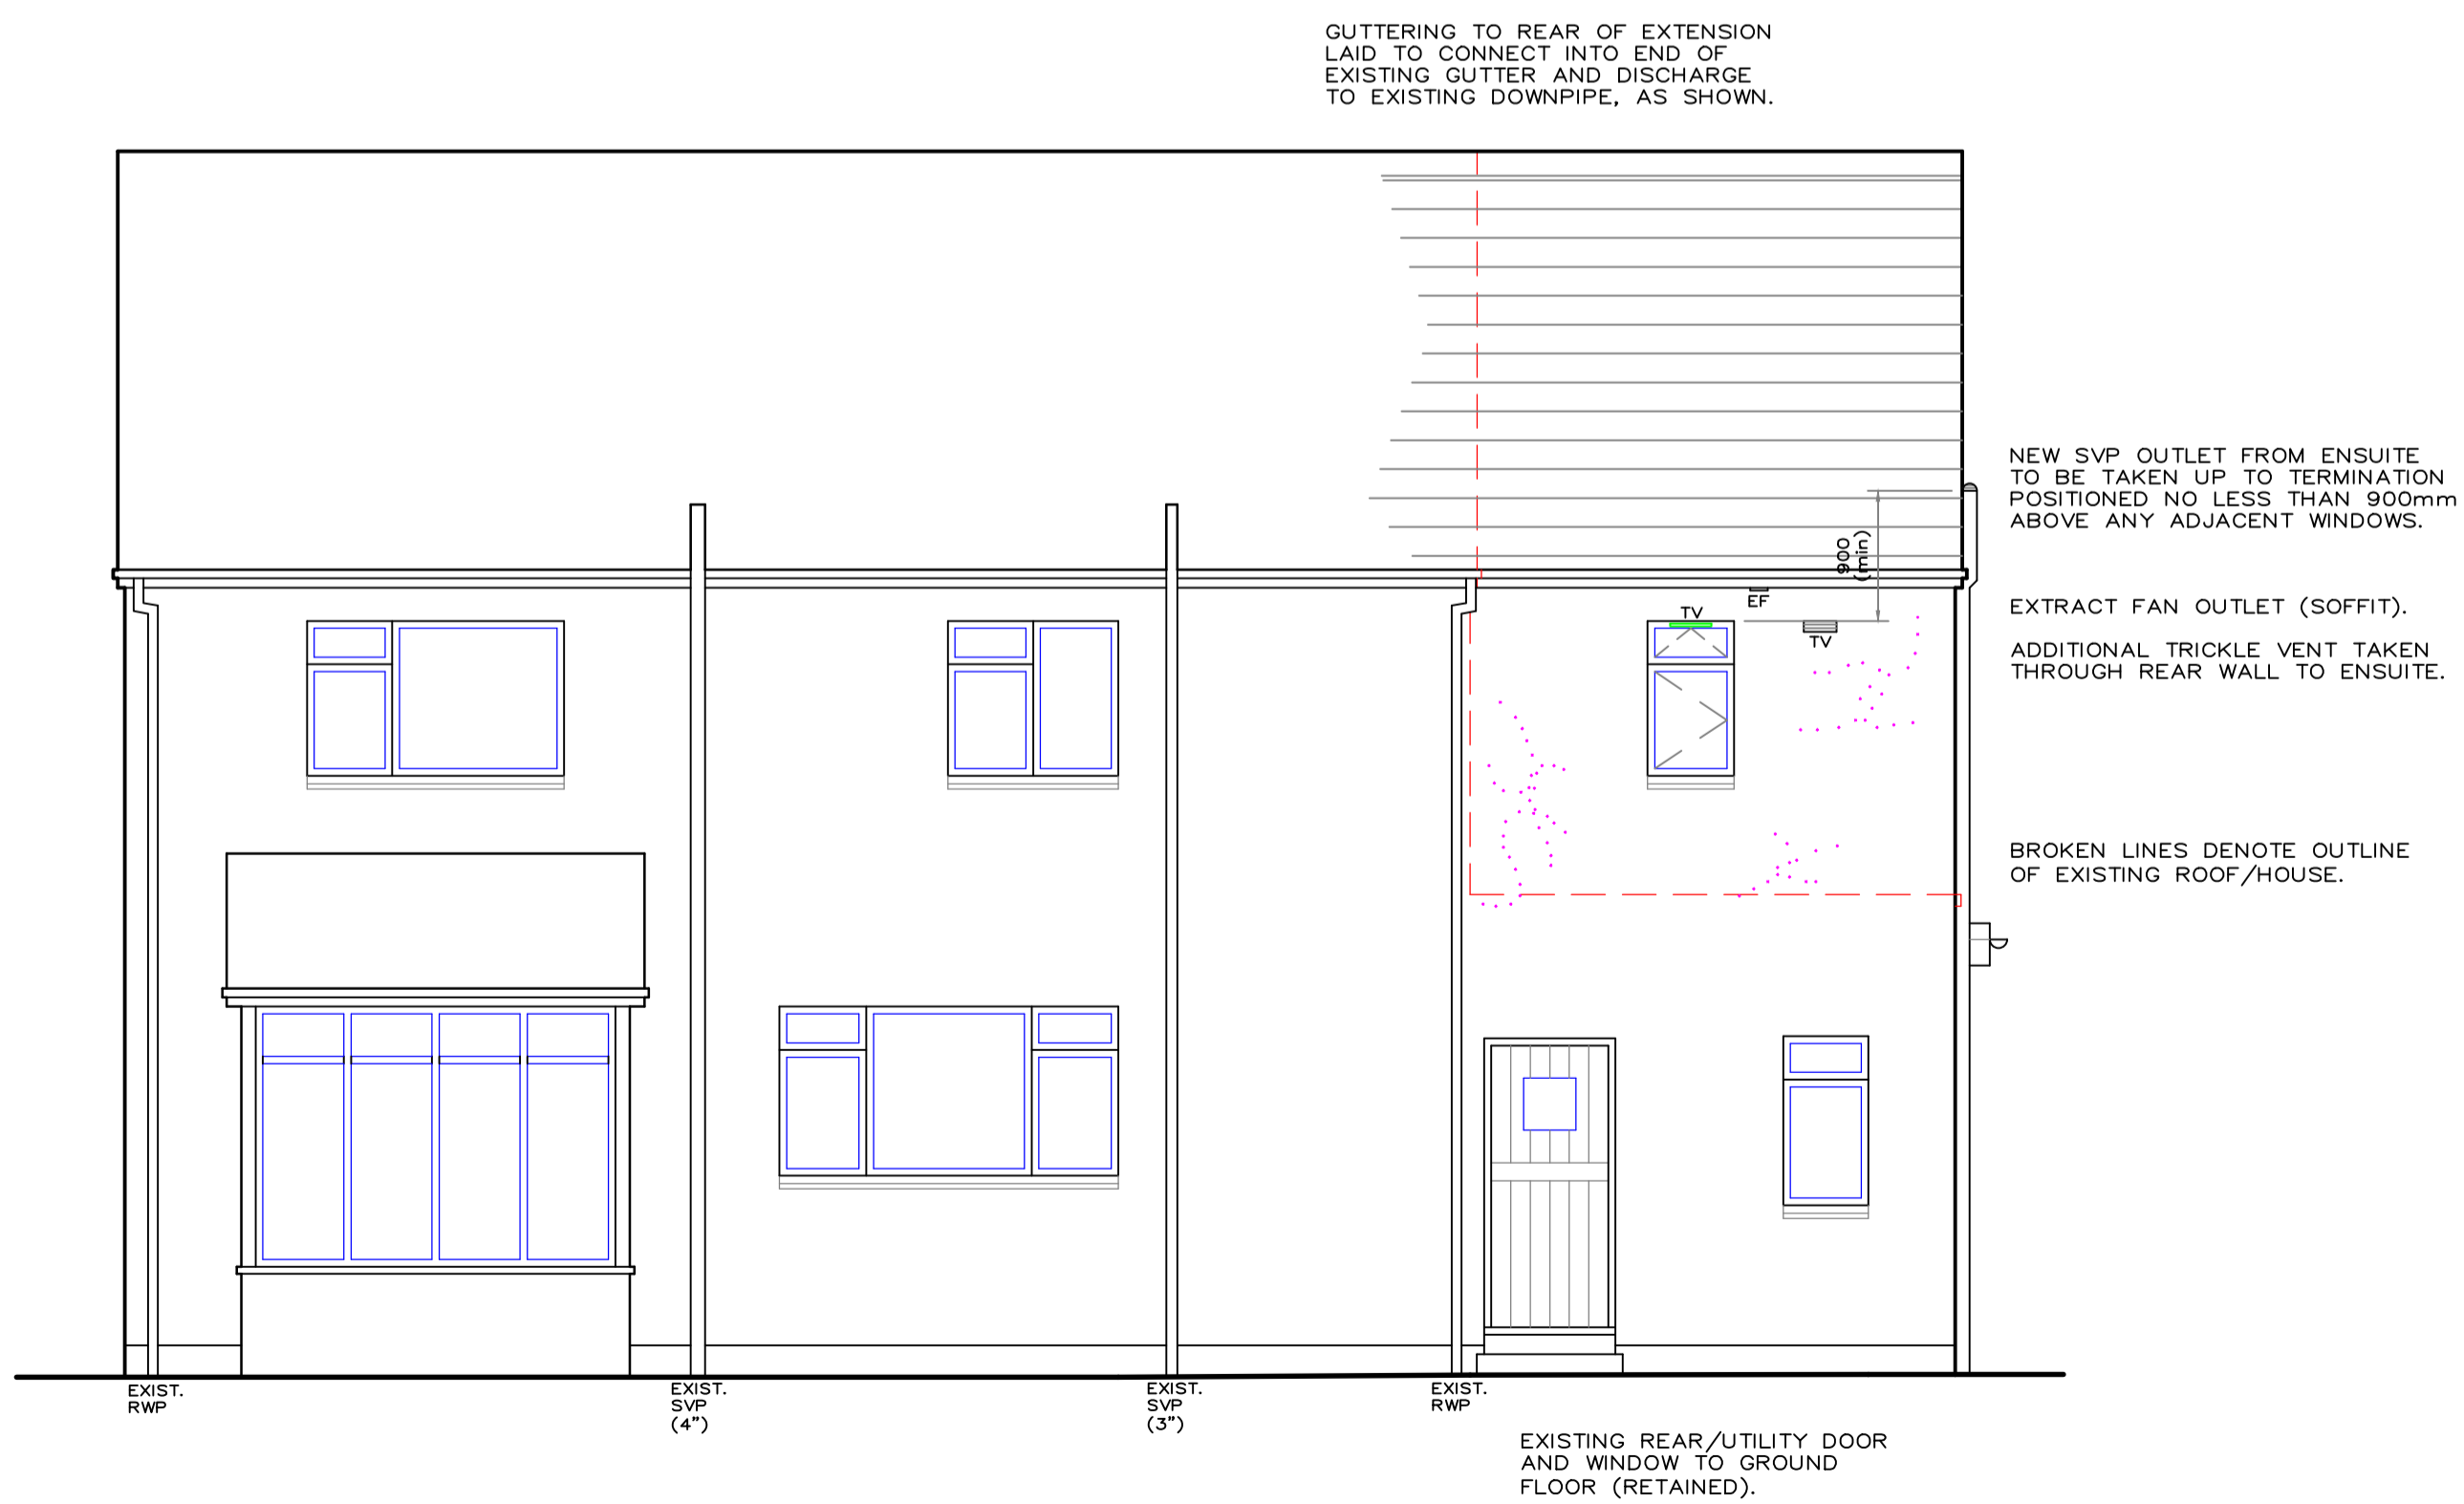 GUTTERING TO REAR OF EXTENSION
LAID TO CONNECT INTO END OF
EXISTING GUTTER AND DISCHARGE
TO EXISTING DOWNPIPE, AS SHOWN.
NEW SVP OUTLET FROM ENSUITE
TO BE TAKEN UP TO TERMINATION
POSITIONED NO LESS THAN 900mm
ABOVE ANY ADJACENT WINDOWS.
900
(min)
EF
TV
TV
EXTRACT FAN OUTLET (SOFFIT).
ADDITIONAL TRICKLE VENT TAKEN
THROUGH REAR WALL TO ENSUITE.
BROKEN LINES DENOTE OUTLINE
OF EXISTING ROOF/HOUSE.
EXIST.
RWP
EXIST.
SVP
(4")
EXIST.
SVP
(3")
EXIST.
RWP
EXISTING REAR/UTILITY DOOR
AND WINDOW TO GROUND
FLOOR (RETAINED).